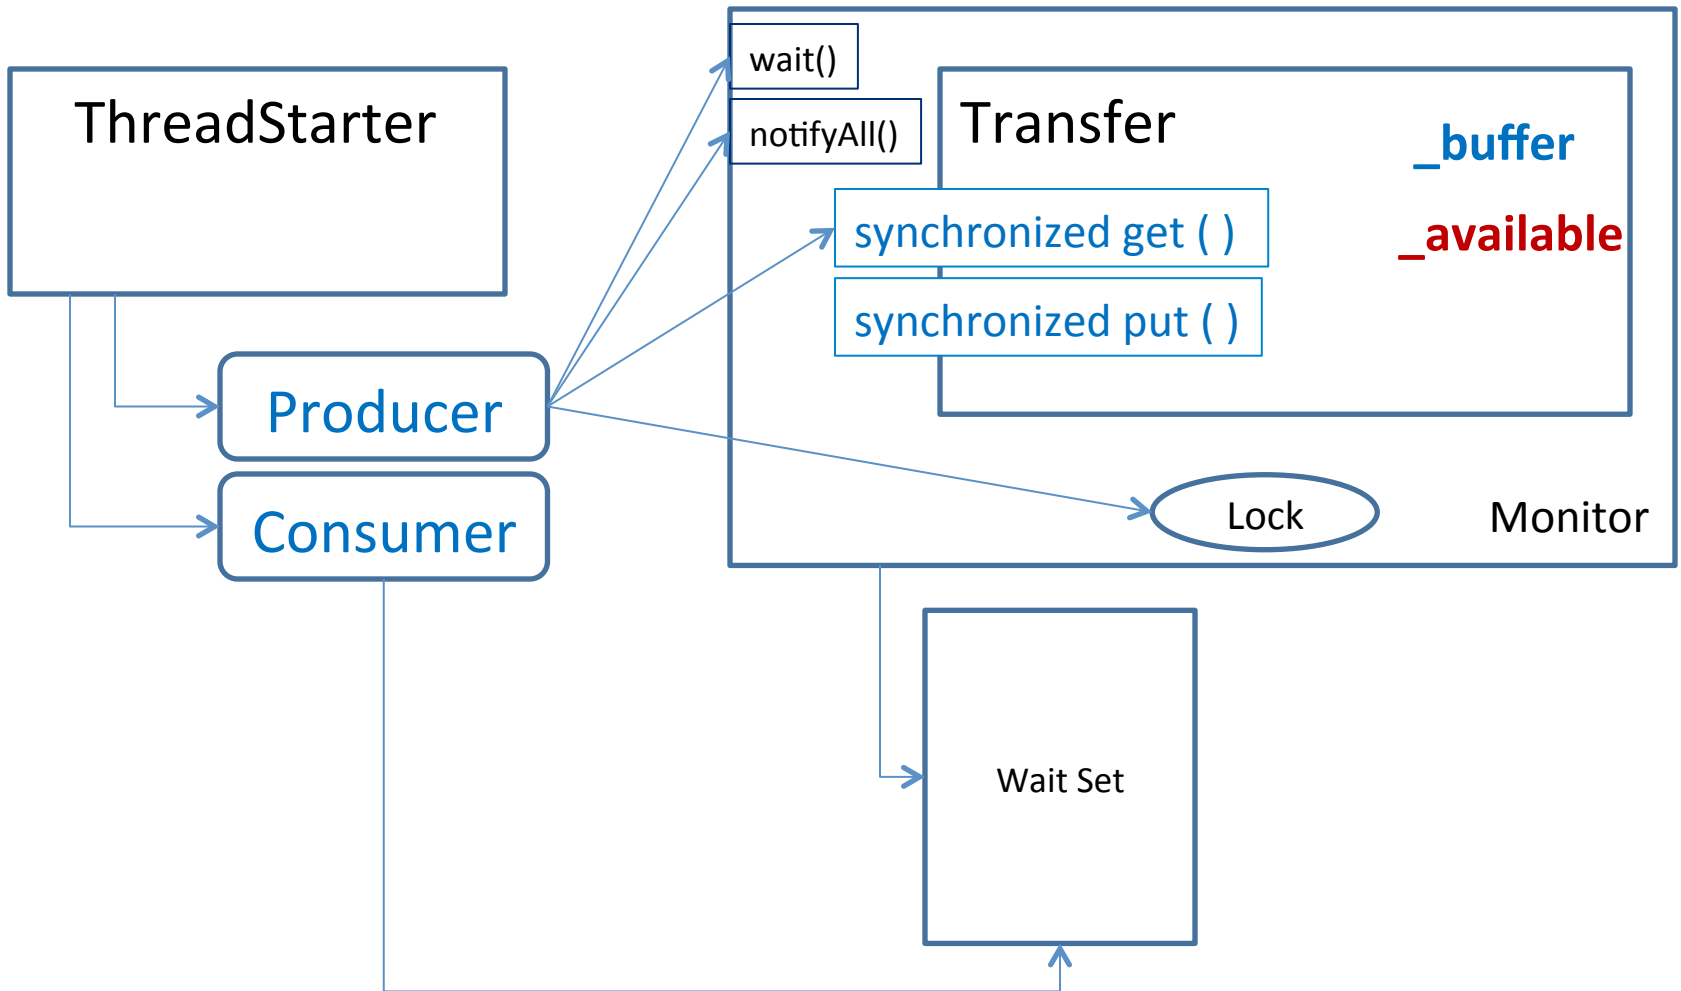 ThreadStarter
wait()
notifyAll()
Transfer
_buffer
_available
synchronized get ( )
synchronized put ( )
Producer
Consumer
Lock
Monitor
Wait Set